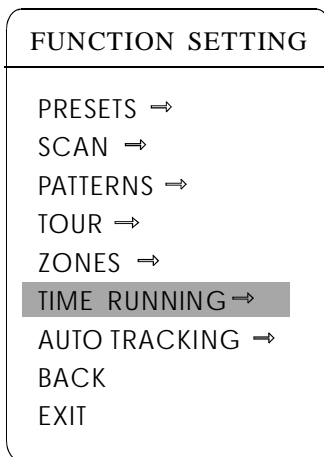 FUNCTION SETTING
PRESETS ⇒
SCAN ⇒
PATTERNS ⇒
TOUR ⇒
ZONES ⇒
TIME RUNNING ⇒
AUTO TRACKING ⇒
BACK
EXIT